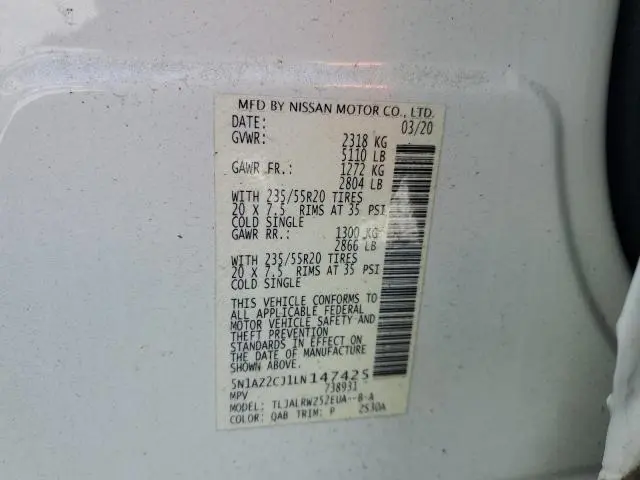 MFD BY NISSAN MOTOR CO., LTD.
DATE: 03/20
GVWR: 2318 KG
5110 LB
GAWR FR.: 1272 KG
2804 LB
WITH 235/55R20 TIRES
20 X 7.5 RIMS AT 35 PSI
COLD SINGLE
GAWR RR.: 1300 KG
2866 LB
WITH 235/55R20 TIRES
20 X 7.5 RIMS AT 35 PSI
COLD SINGLE
THIS VEHICLE CONFORMS TO
ALL APPLICABLE FEDERAL
MOTOR VEHICLE SAFETY AND
THEFT PREVENTION
STANDARDS IN EFFECT ON
THE DATE OF MANUFACTURE
SHOWN ABOVE.
5N1AZ2CJ1LN147425
MPV 738931
MODEL: TLJALRWZ52EUA--B-A
COLOR: QAB TRIM: P 2530A